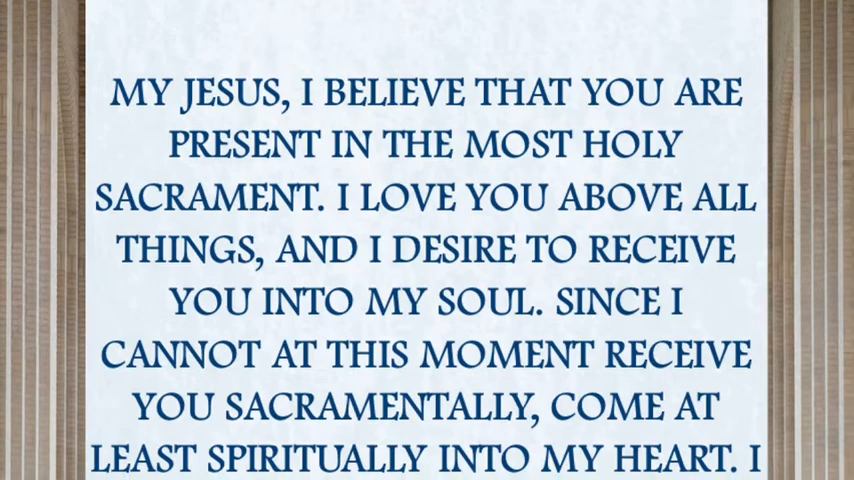 MY JESUS, I BELIEVE THAT YOU ARE
PRESENT IN THE MOST HOLY
SACRAMENT. I LOVE YOU ABOVE ALL
THINGS, AND I DESIRE TO RECEIVE
YOU INTO MY SOUL. SINCE I
CANNOT AT THIS MOMENT RECEIVE
YOU SACRAMENTALLY, COME AT
LEAST SPIRITUALLY INTO MY HEART. I